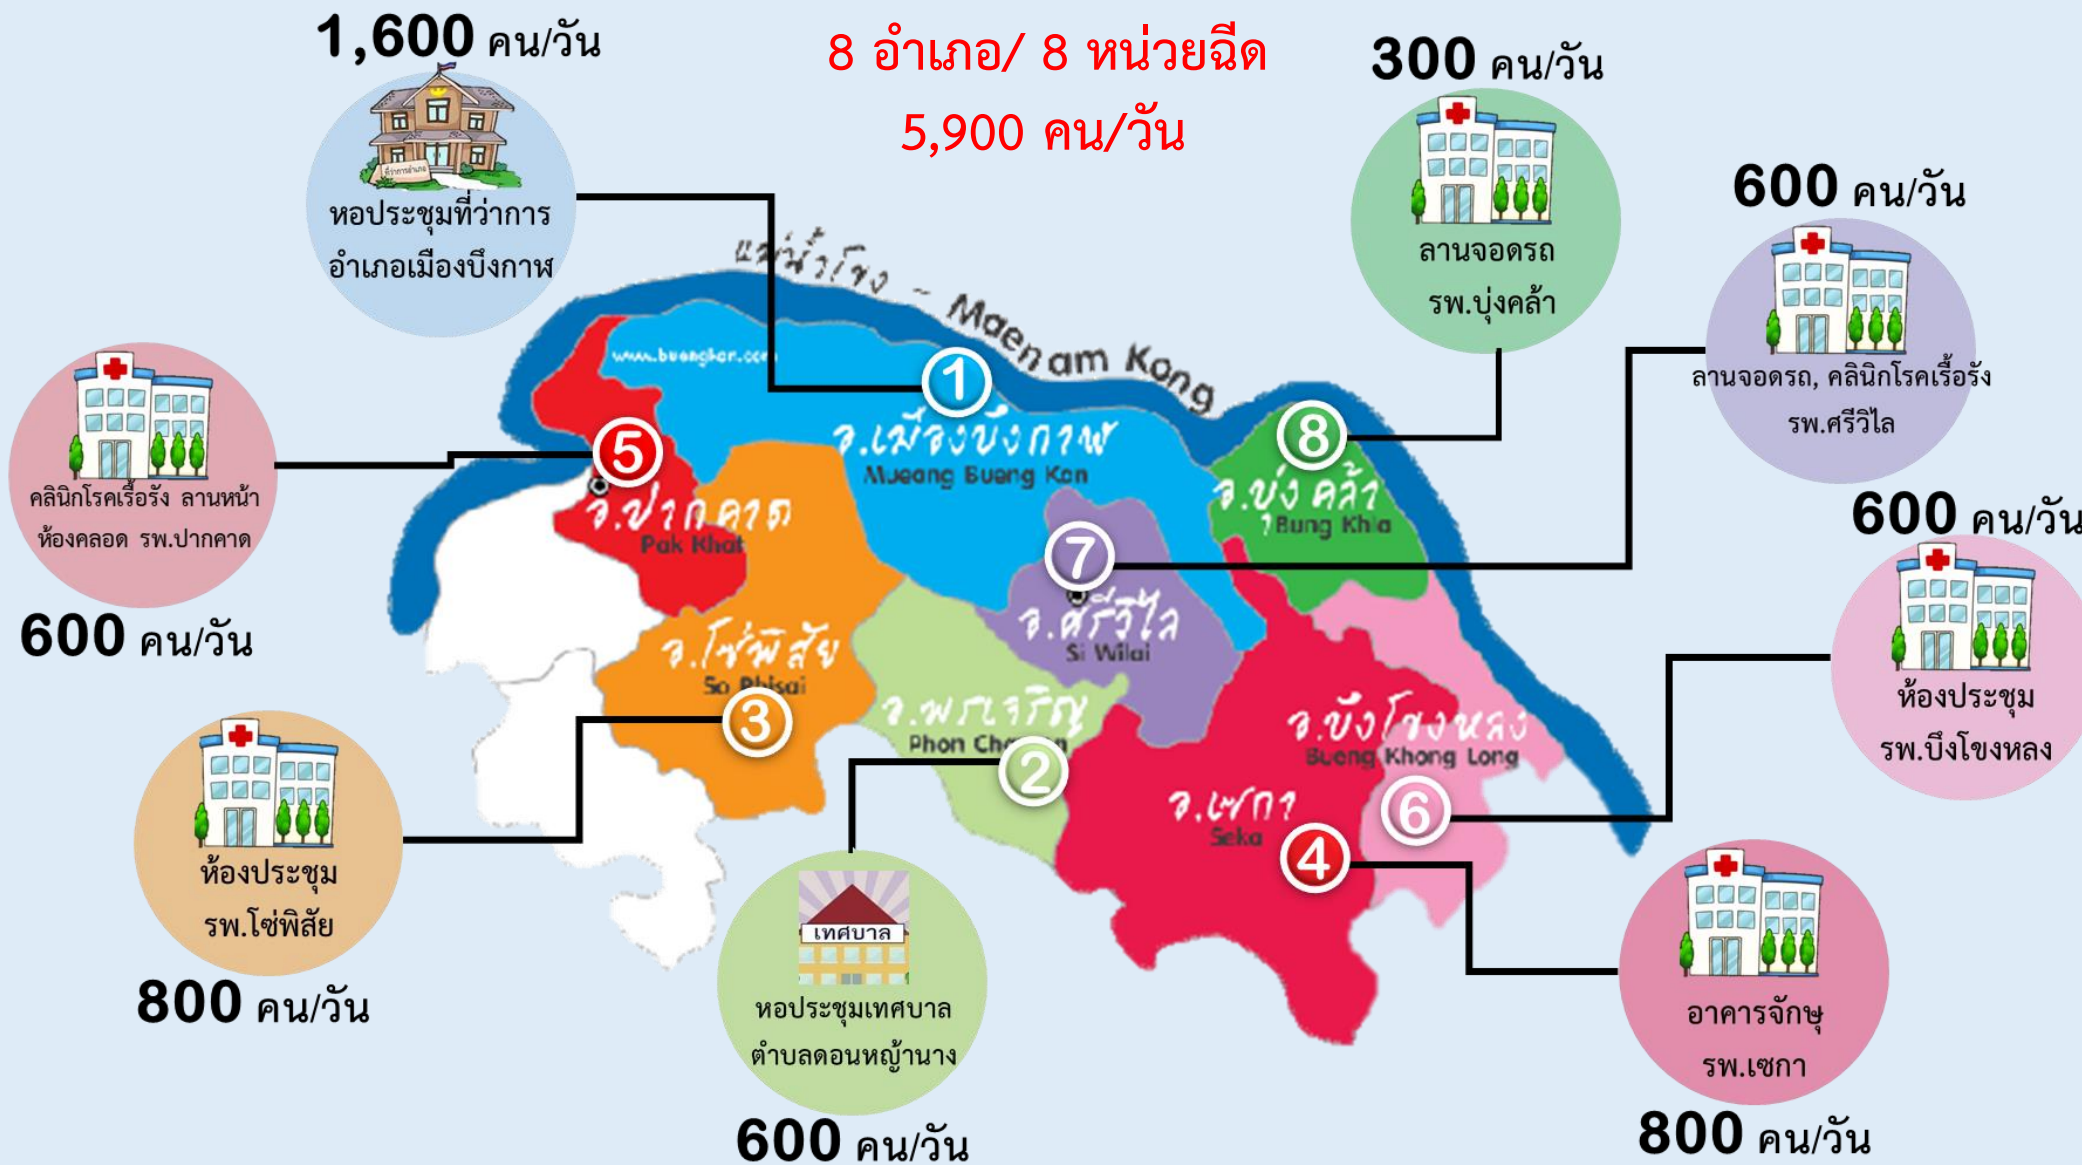 1,600 คน/วัน
หอประชุมที่ว่าการ
อำเภอเมืองบึงกาฬ
ที่ว่าการอำเภอ
8 อำเภอ/ 8 หน่วยฉีด
5,900 คน/วัน
300 คน/วัน
ลานจอดรถ
รพ.บุ่งคล้า
600 คน/วัน
ลานจอดรถ, คลินิกโรคเรื้อรัง
รพ.ศรีวิไล
คลินิกโรคเรื้อรัง ลานหน้า
ห้องคลอด รพ.ปากคาด
600 คน/วัน
แม่น้ำโขง ~ Maenam Kong
www.buengkan.com
1
อ.เมืองบึงกาฬ
Mueang Bueng Kan
5
อ.ปากคาด
Pak Khat
8
อ.บุ่งคล้า
Bung Khla
7
อ.ศรีวิไล
Si Wilai
อ.โซ่พิสัย
So Phisai
3
อ.พรเจริญ
Phon Charoen
2
อ.บึงโขงหลง
Bueng Khong Long
6
อ.เซกา
Seka
4
600 คน/วัน
ห้องประชุม
รพ.บึงโขงหลง
ห้องประชุม
รพ.โซ่พิสัย
800 คน/วัน
เทศบาล
หอประชุมเทศบาล
ตำบลดอนหญ้านาง
600 คน/วัน
อาคารจักษุ
รพ.เซกา
800 คน/วัน